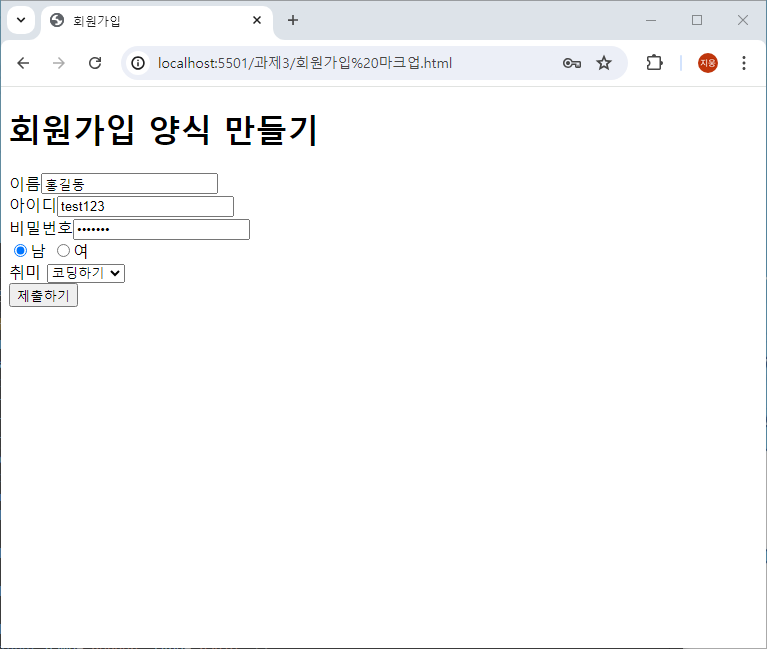 회원가입
localhost:5501/과제3/회원가입%20마크업.html
지웅
회원가입 양식 만들기
이름 홍길동
아이디 test123
비밀번호 •••••••
남 여
취미 코딩하기
제출하기